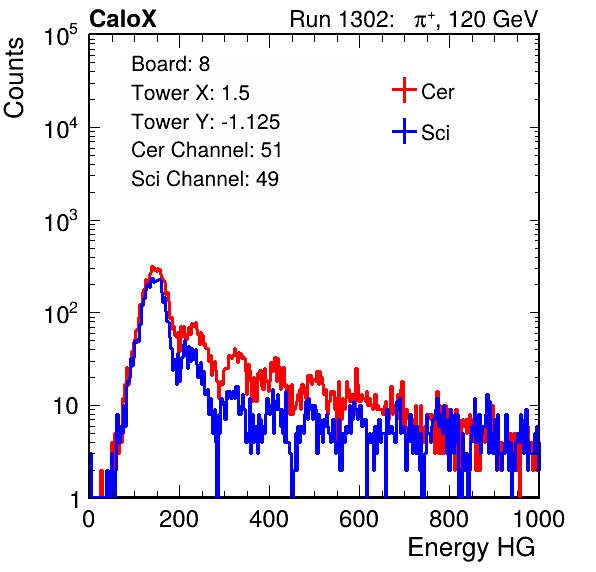 CaloX Run 1302: π⁺, 120 GeV
Counts
10⁵
10⁴
10³
10²
10
1
Board: 8
Tower X: 1.5
Tower Y: -1.125
Cer Channel: 51
Sci Channel: 49
Cer
Sci
0 200 400 600 800 1000
Energy HG